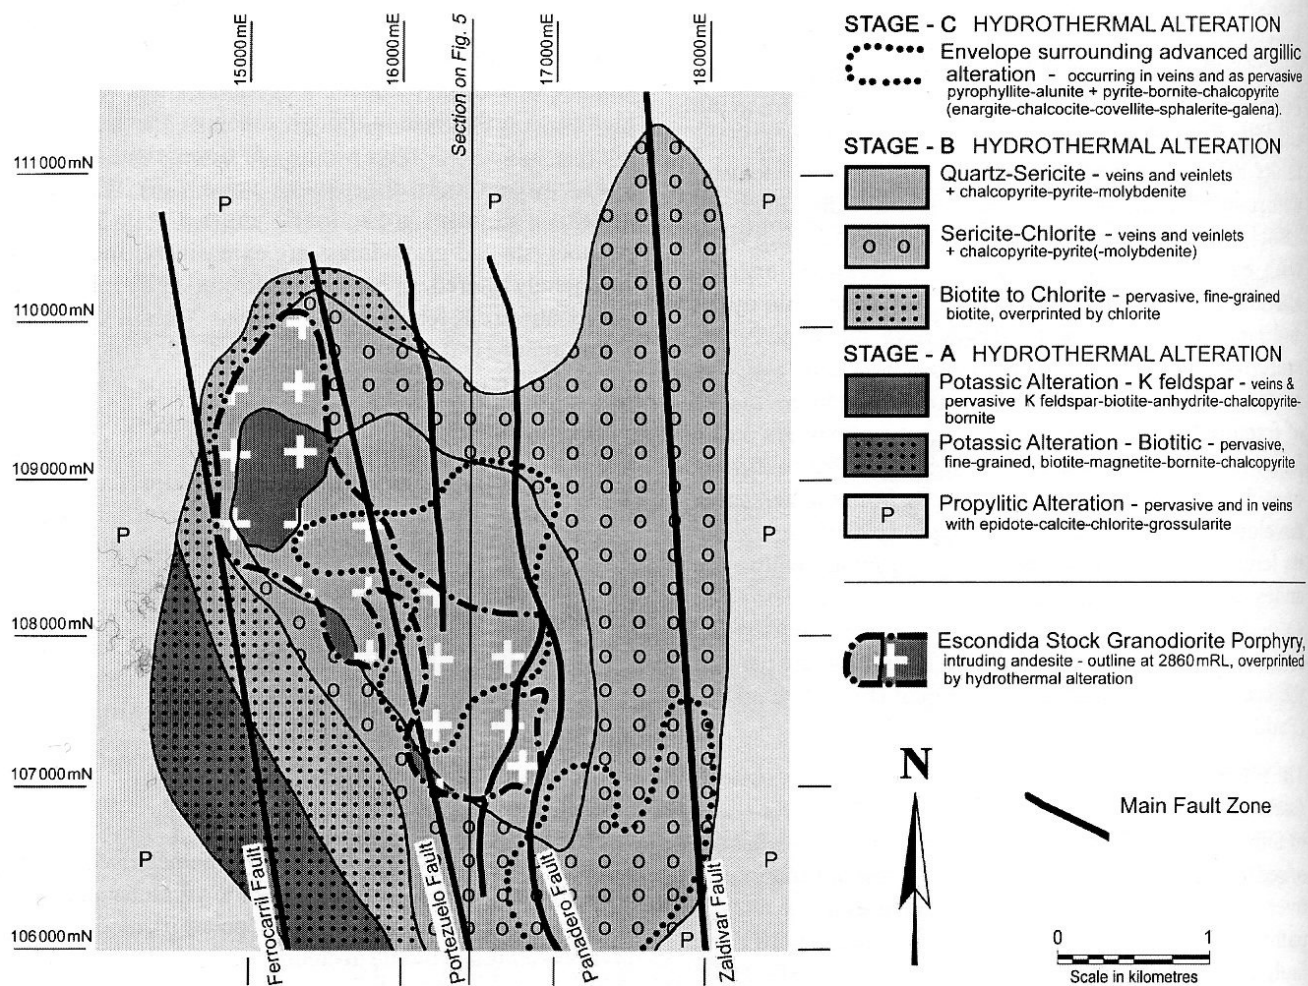 15000mE
16000mE
Section on Fig. 5
17000mE
18000mE
111000mN
110000mN
109000mN
108000mN
107000mN
106000mN
P
P
P
P
P
P
P
P
Ferrocarril Fault
Portezuelo Fault
Panadero Fault
Zaldivar Fault
STAGE - C HYDROTHERMAL ALTERATION
Envelope surrounding advanced argillic
alteration - occurring in veins and as pervasive
pyrophyllite-alunite + pyrite-bornite-chalcopyrite
(enargite-chalcocite-covellite-sphalerite-galena).
STAGE - B HYDROTHERMAL ALTERATION
Quartz-Sericite - veins and veinlets
+ chalcopyrite-pyrite-molybdenite
O O
Sericite-Chlorite - veins and veinlets
+ chalcopyrite-pyrite(-molybdenite)
Biotite to Chlorite - pervasive, fine-grained
biotite, overprinted by chlorite
STAGE - A HYDROTHERMAL ALTERATION
Potassic Alteration - K feldspar - veins &
pervasive K feldspar-biotite-anhydrite-chalcopyrite-
bornite
Potassic Alteration - Biotitic - pervasive,
fine-grained, biotite-magnetite-bornite-chalcopyrite
P
Propylitic Alteration - pervasive and in veins
with epidote-calcite-chlorite-grossularite
Escondida Stock Granodiorite Porphyry,
intruding andesite - outline at 2860mRL, overprinted
by hydrothermal alteration
N
Main Fault Zone
0 1
Scale in kilometres